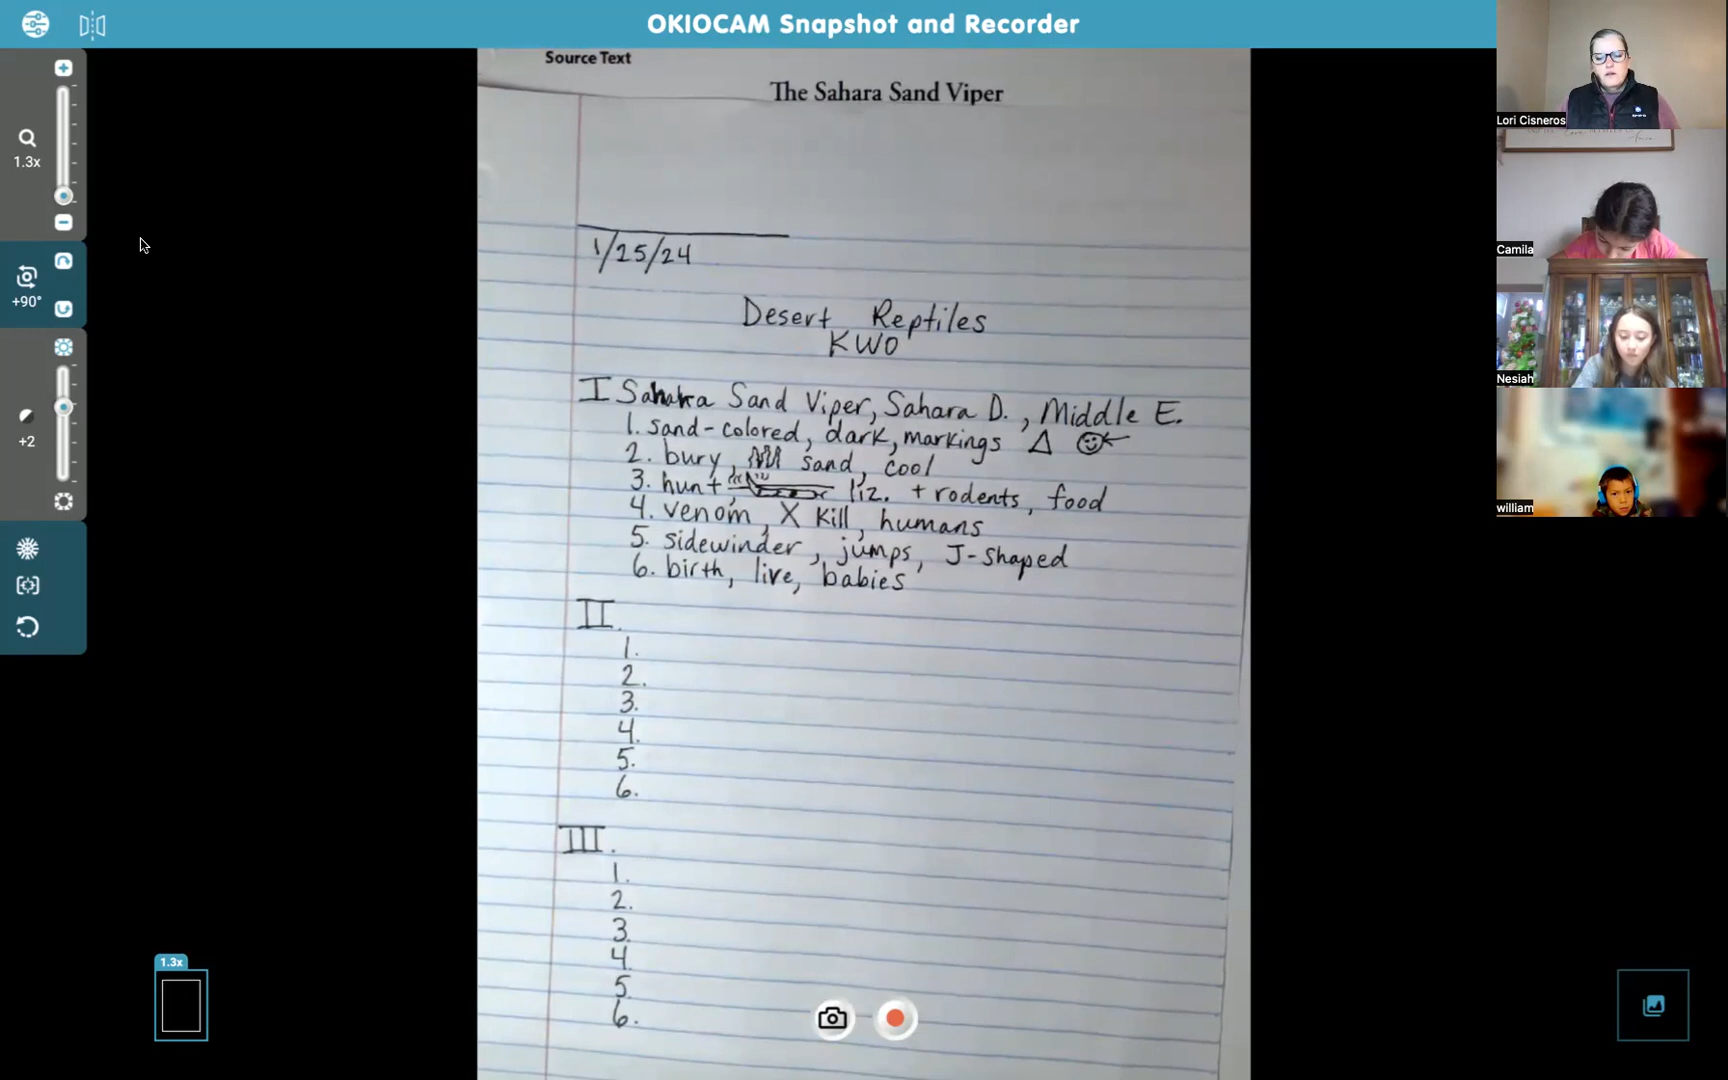 OKIOCAM Snapshot and Recorder
1.3x
+90°
+2
Source Text
The Sahara Sand Viper
1/25/24
Desert Reptiles
KWO
I Sahara Sand Viper, Sahara D., Middle E.
1. sand-colored, dark, markings
2. bury, sand, cool
3. hunt, liz. + rodents, food
4. venom, X kill, humans
5. sidewinder, jumps, J-shaped
6. birth, live, babies
II.
1.
2.
3.
4.
5.
6.
III.
1.
2.
3.
4.
5.
6.
1.3x
Lori Cisneros
Camila
Nesiah
william